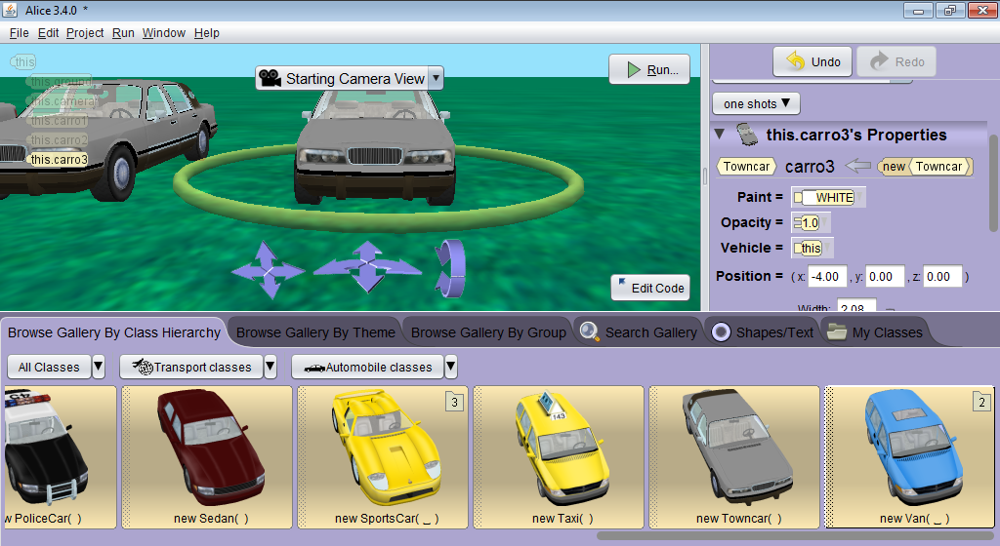 Alice 3.4.0 *
File Edit Project Run Window Help
this
this.ground
this.camera
this.carro1
this.carro2
this.carro3
Starting Camera View
Run...
Edit Code
Undo
Redo
one shots
this.carro3's Properties
Towncar carro3 new Towncar
Paint = WHITE
Opacity = 1.0
Vehicle = this
Position = ( x: -4.00 , y: 0.00 , z: 0.00 )
Width: 2.08
Browse Gallery By Class Hierarchy
Browse Gallery By Theme
Browse Gallery By Group
Search Gallery
Shapes/Text
My Classes
All Classes
Transport classes
Automobile classes
3
143
2
w PoliceCar( )
new Sedan( )
new SportsCar( _ )
new Taxi( )
new Towncar( )
new Van( _ )